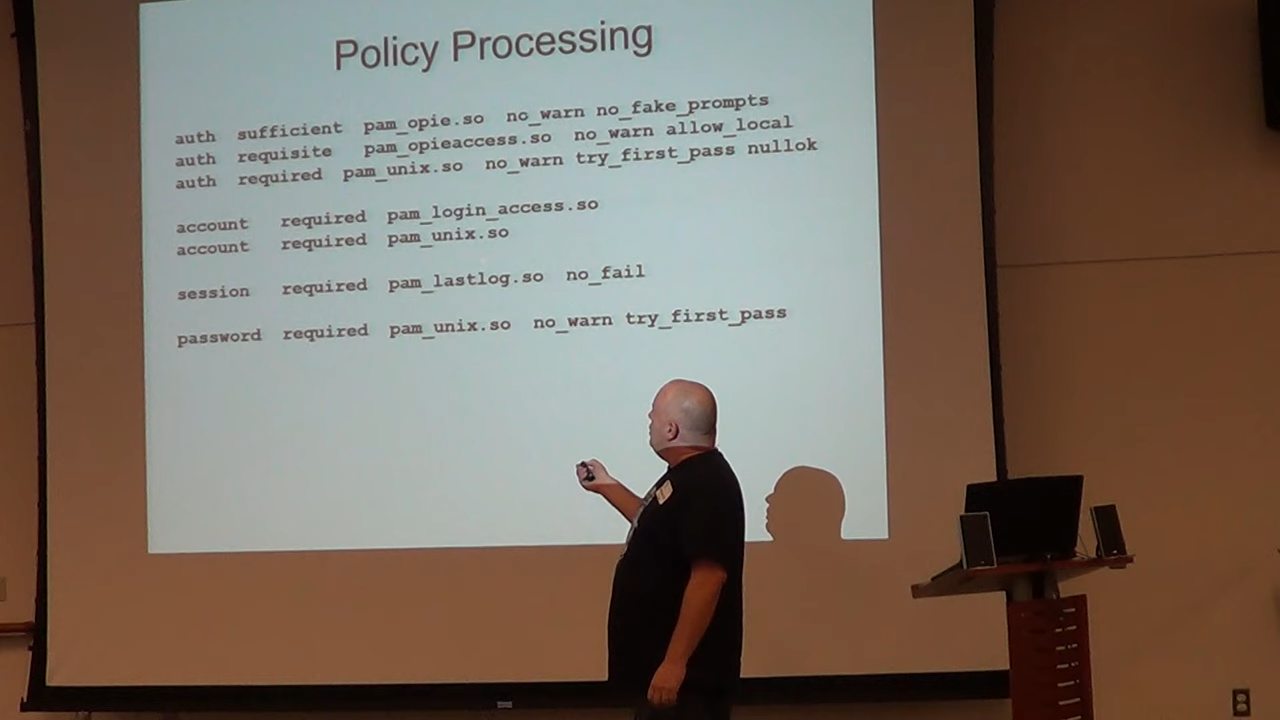 Policy Processing
auth sufficient pam_opie.so no_warn no_fake_prompts
auth requisite pam_opieaccess.so no_warn allow_local
auth required pam_unix.so no_warn try_first_pass nullok
account required pam_login_access.so
account required pam_unix.so
session required pam_lastlog.so no_fail
password required pam_unix.so no_warn try_first_pass